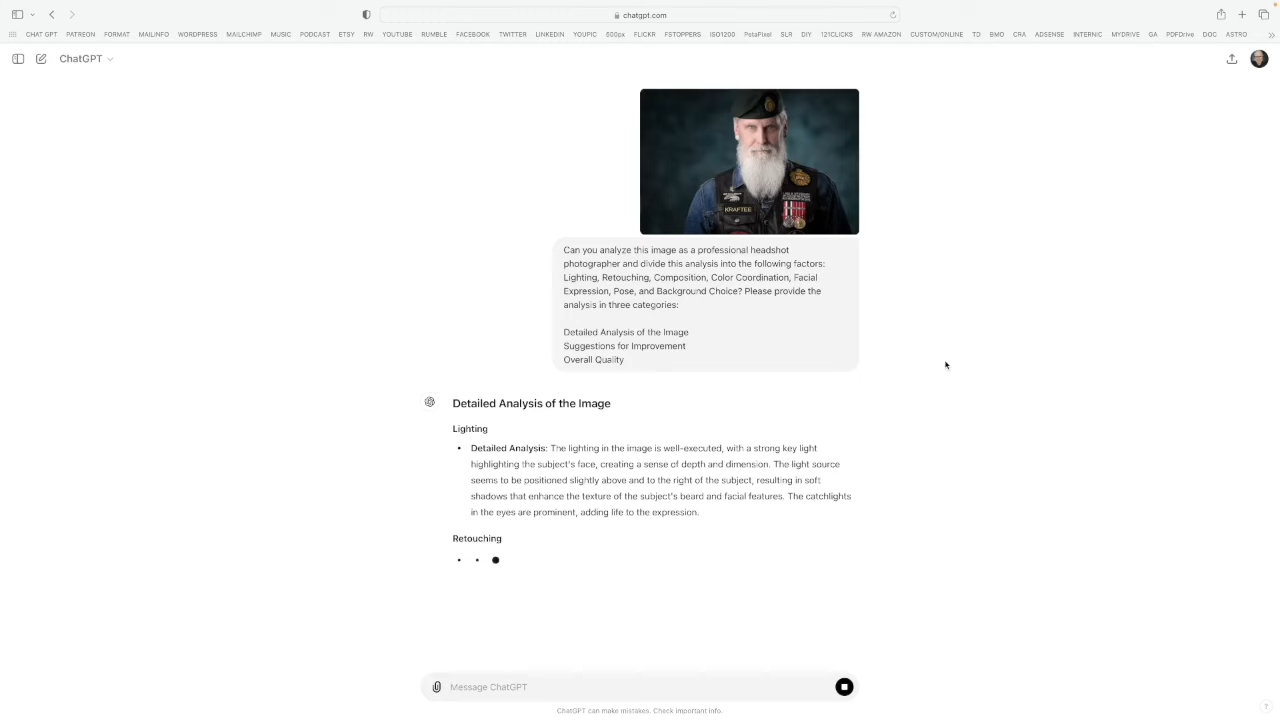 chatgpt.com
CHAT GPT PATREON FORMAT MAILINFO WORDPRESS MAILCHIMP MUSIC PODCAST ETSY RW YOUTUBE RUMBLE FACEBOOK TWITTER LINKEDIN YOUPIC 500px FLICKR FSTOPPERS ISO1200 PetaPixel SLR DIY 121CLICKS RW AMAZON CUSTOM/ONLINE TD BMO CRA ADSENSE INTERNIC MYDRIVE GA PDFDrive DOC ASTRO
ChatGPT
KRAFTEE
Can you analyze this image as a professional headshot
photographer and divide this analysis into the following factors:
Lighting, Retouching, Composition, Color Coordination, Facial
Expression, Pose, and Background Choice? Please provide the
analysis in three categories:
Detailed Analysis of the Image
Suggestions for Improvement
Overall Quality
Detailed Analysis of the Image
Lighting
• Detailed Analysis: The lighting in the image is well-executed, with a strong key light
highlighting the subject's face, creating a sense of depth and dimension. The light source
seems to be positioned slightly above and to the right of the subject, resulting in soft
shadows that enhance the texture of the subject's beard and facial features. The catchlights
in the eyes are prominent, adding life to the expression.
Retouching
Message ChatGPT
ChatGPT can make mistakes. Check important info.
?